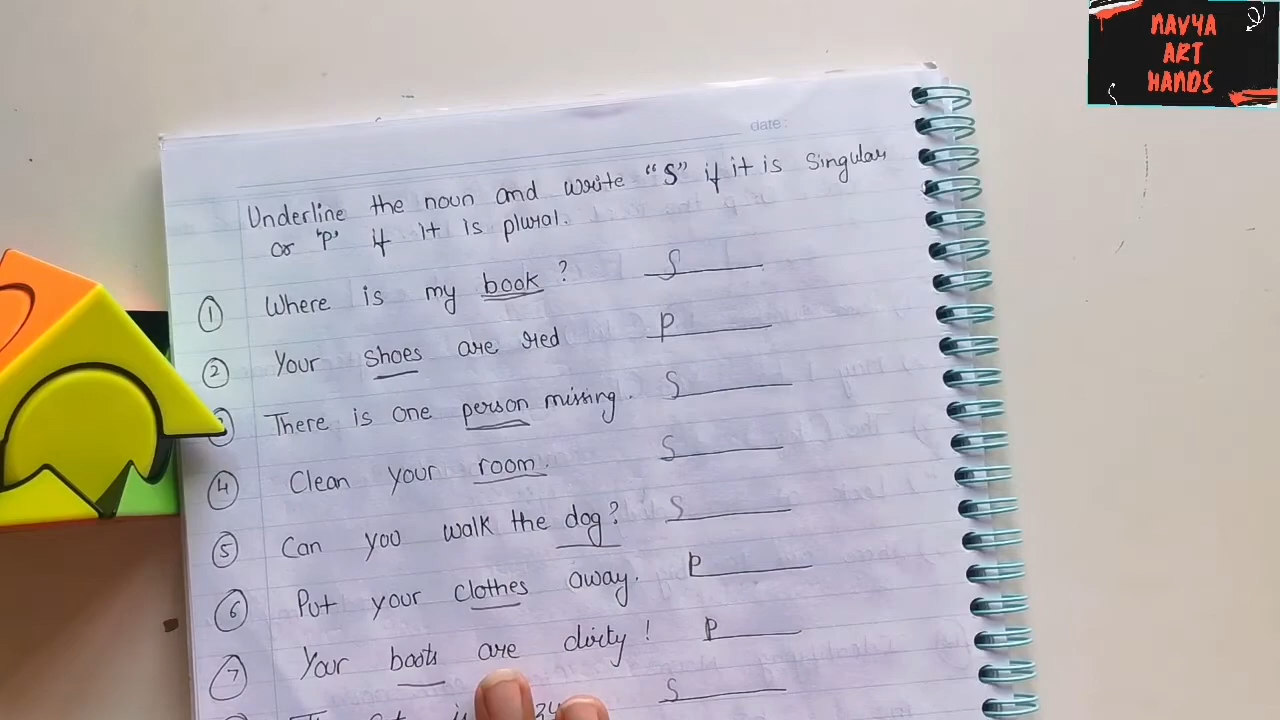 NAVYA
ART
HANDS
date:
Underline the noun and write "S" if it is Singular
or 'p' if it is plural.
1 Where is my book ? S
2 Your shoes are red P
3 There is one person missing. S
4 Clean your room. S
5 Can you walk the dog? S
6 Put your clothes away. P
7 Your boots are dirty ! P
S